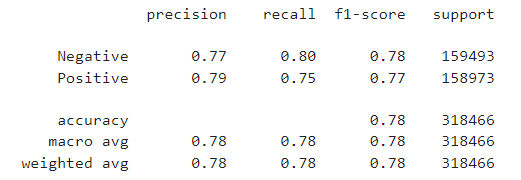 precision recall f1-score support
Negative 0.77 0.80 0.78 159493
Positive 0.79 0.75 0.77 158973
accuracy 0.78 318466
macro avg 0.78 0.78 0.78 318466
weighted avg 0.78 0.78 0.78 318466